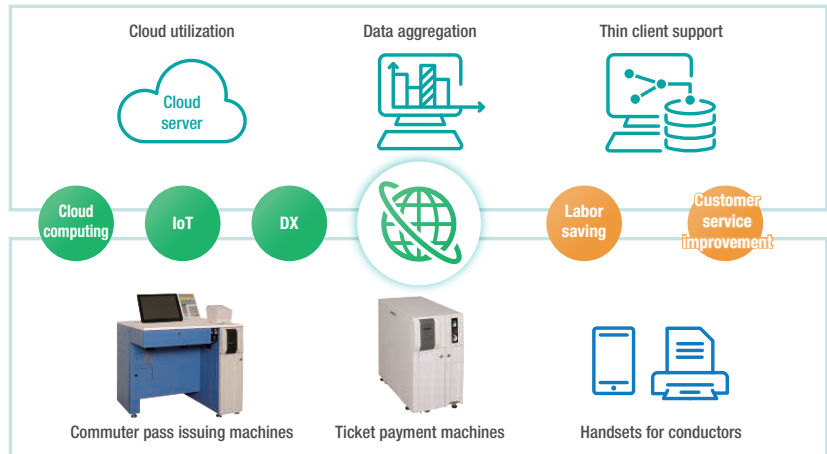 Cloud utilization
Data aggregation
Thin client support
Cloud
server
Cloud
computing
IoT
DX
Labor
saving
Customer
service
improvement
Commuter pass issuing machines
Ticket payment machines
Handsets for conductors